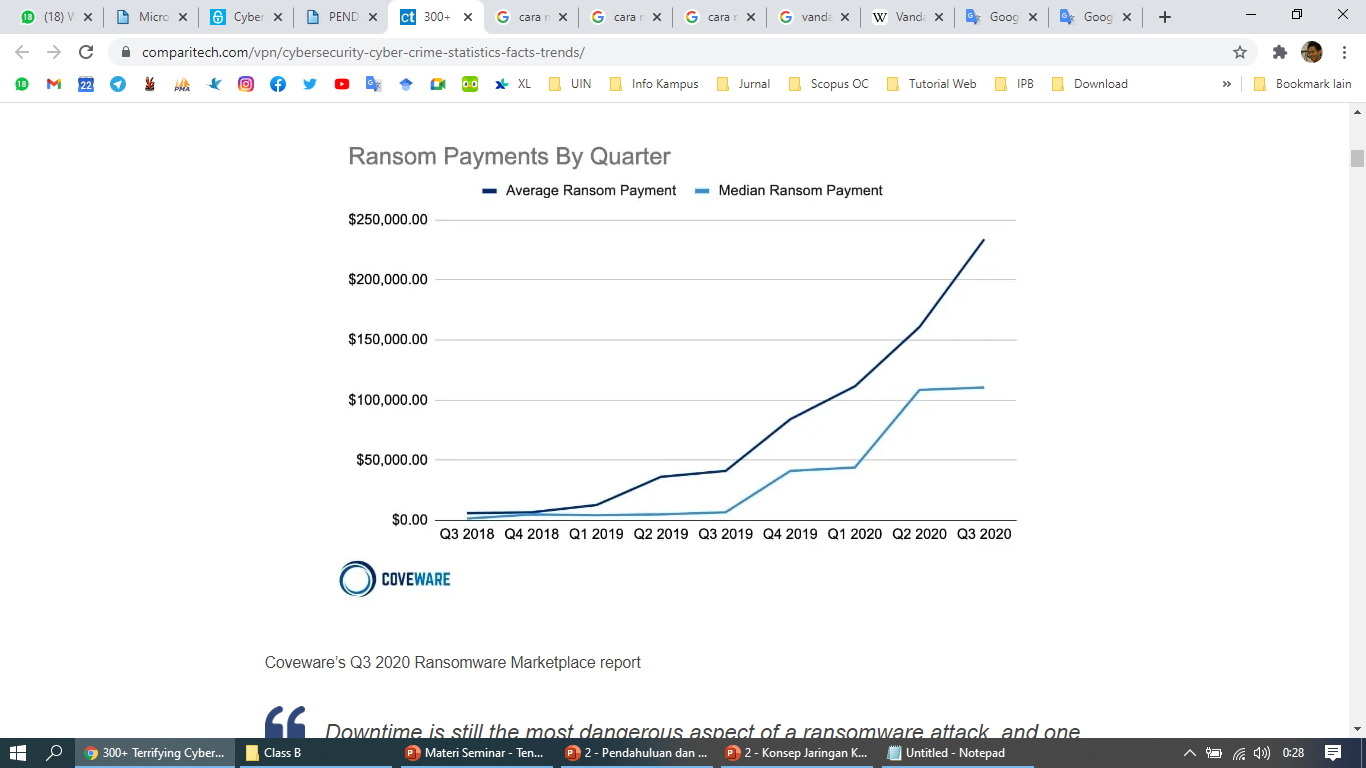 (18) W
Micro
Cyber
PEND
300+
cara n
cara n
cara n
vanda
Vanda
Goog
Goog
comparitech.com/vpn/cybersecurity-cyber-crime-statistics-facts-trends/
18 22 PMA XL UIN Info Kampus Jurnal Scopus OC Tutorial Web IPB Download » Bookmark lain
Ransom Payments By Quarter
Average Ransom Payment Median Ransom Payment
$250,000.00
$200,000.00
$150,000.00
$100,000.00
$50,000.00
$0.00
Q3 2018 Q4 2018 Q1 2019 Q2 2019 Q3 2019 Q4 2019 Q1 2020 Q2 2020 Q3 2020
COVEWARE
Coveware’s Q3 2020 Ransomware Marketplace report
“ Downtime is still the most dangerous aspect of a ransomware attack, and one
300+ Terrifying Cyber... Class B Materi Seminar - Ten... 2 - Pendahuluan dan ... 2 - Konsep Jaringan K... Untitled - Notepad 0:28